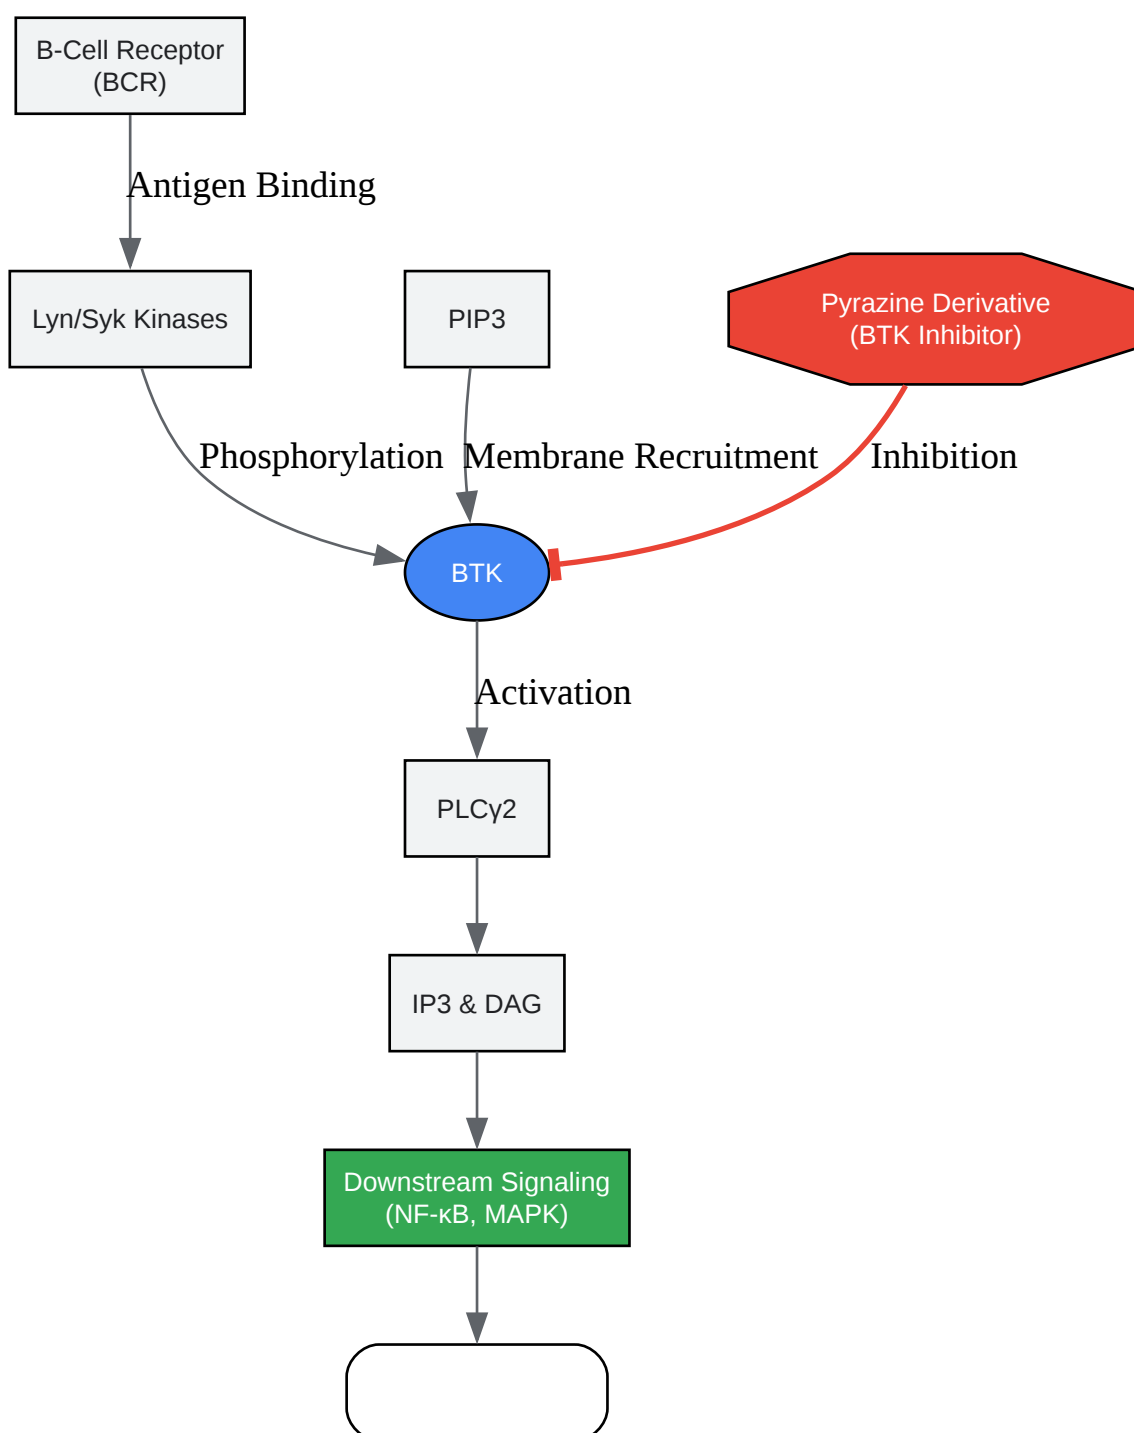 B-Cell Receptor
(BCR)
Antigen Binding
Lyn/Syk Kinases
PIP3
Pyrazine Derivative
(BTK Inhibitor)
Phosphorylation
Membrane Recruitment
Inhibition
BTK
Activation
PLCγ2
IP3 & DAG
Downstream Signaling
(NF-κB, MAPK)